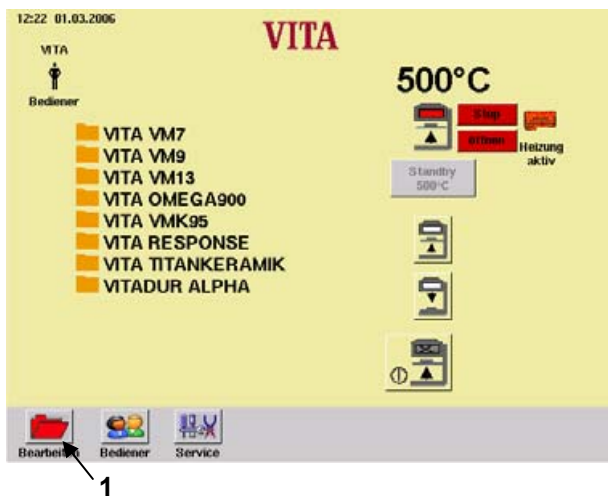 12:22 01.03.2006
VITA
VITA
Bediener
500°C
Stop
öffnen
Heizung
aktiv
VITA VM7
VITA VM9
VITA VM13
VITA OMEGA900
VITA VMK95
VITA RESPONSE
VITA TITANKERAMIK
VITADUR ALPHA
Standby
500°C
Bearbeiten
Bediener
Service
1